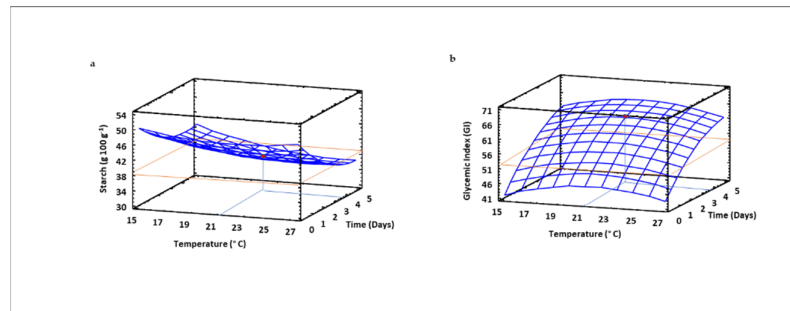 a
Starch (g 100 g⁻¹)
54
50
46
42
38
34
30
15 17 19 21 23 25 27
Temperature (° C)
0 1 2 3 4 5
Time (Days)
b
Glycemic Index (GI)
71
66
61
56
51
46
41
15 17 19 21 23 25 27
Temperature (° C)
0 1 2 3 4 5
Time (Days)